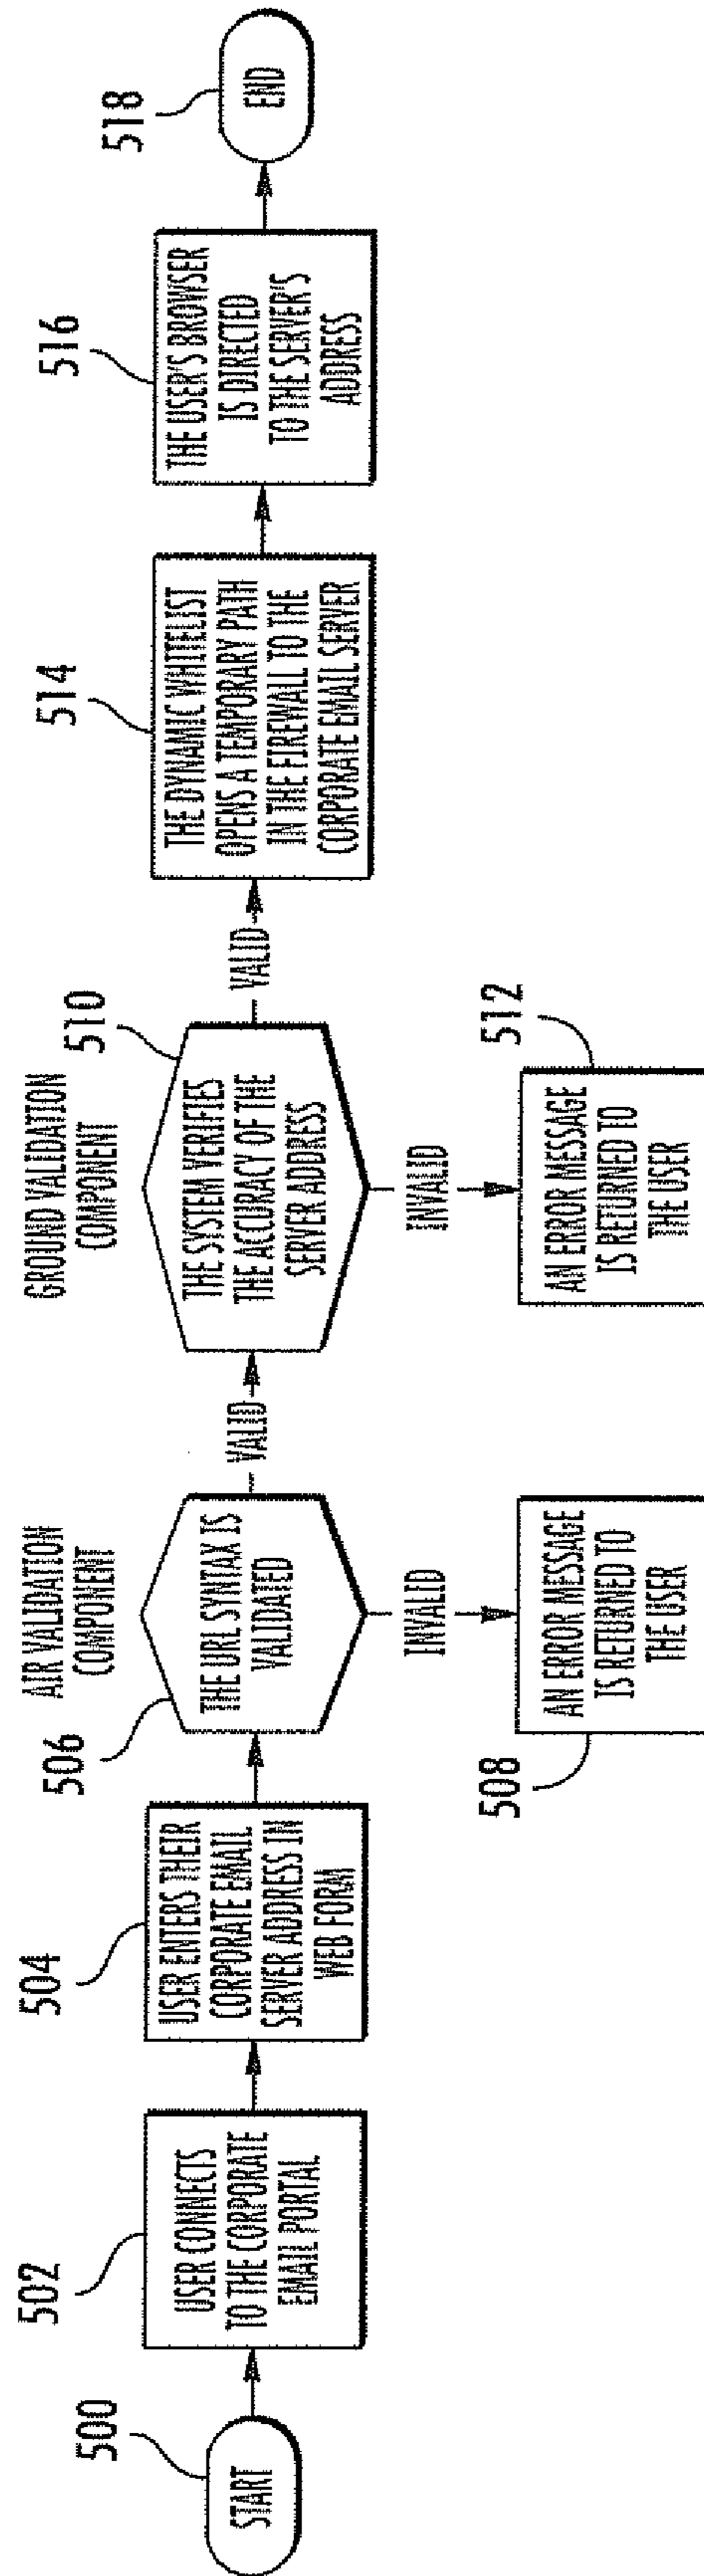 500
START
502
USER CONNECTS
TO THE CORPORATE
EMAIL PORTAL
504
USER ENTERS THEIR
CORPORATE EMAIL
SERVER ADDRESS IN
WEB FORM
AIR VALIDATION
COMPONENT
506
THE URL SYNTAX IS
VALIDATED
INVALID
508
AN ERROR MESSAGE
IS RETURNED TO
THE USER
VALID
GROUND VALIDATION
COMPONENT
510
THE SYSTEM VERIFIES
THE ACCURACY OF THE
SERVER ADDRESS
INVALID
512
AN ERROR MESSAGE
IS RETURNED TO
THE USER
VALID
514
THE DYNAMIC WHITELIST
OPENS A TEMPORARY PATH
IN THE FIREWALL TO THE
CORPORATE EMAIL SERVER
516
THE USER'S BROWSER
IS DIRECTED
TO THE SERVER'S
ADDRESS
518
END